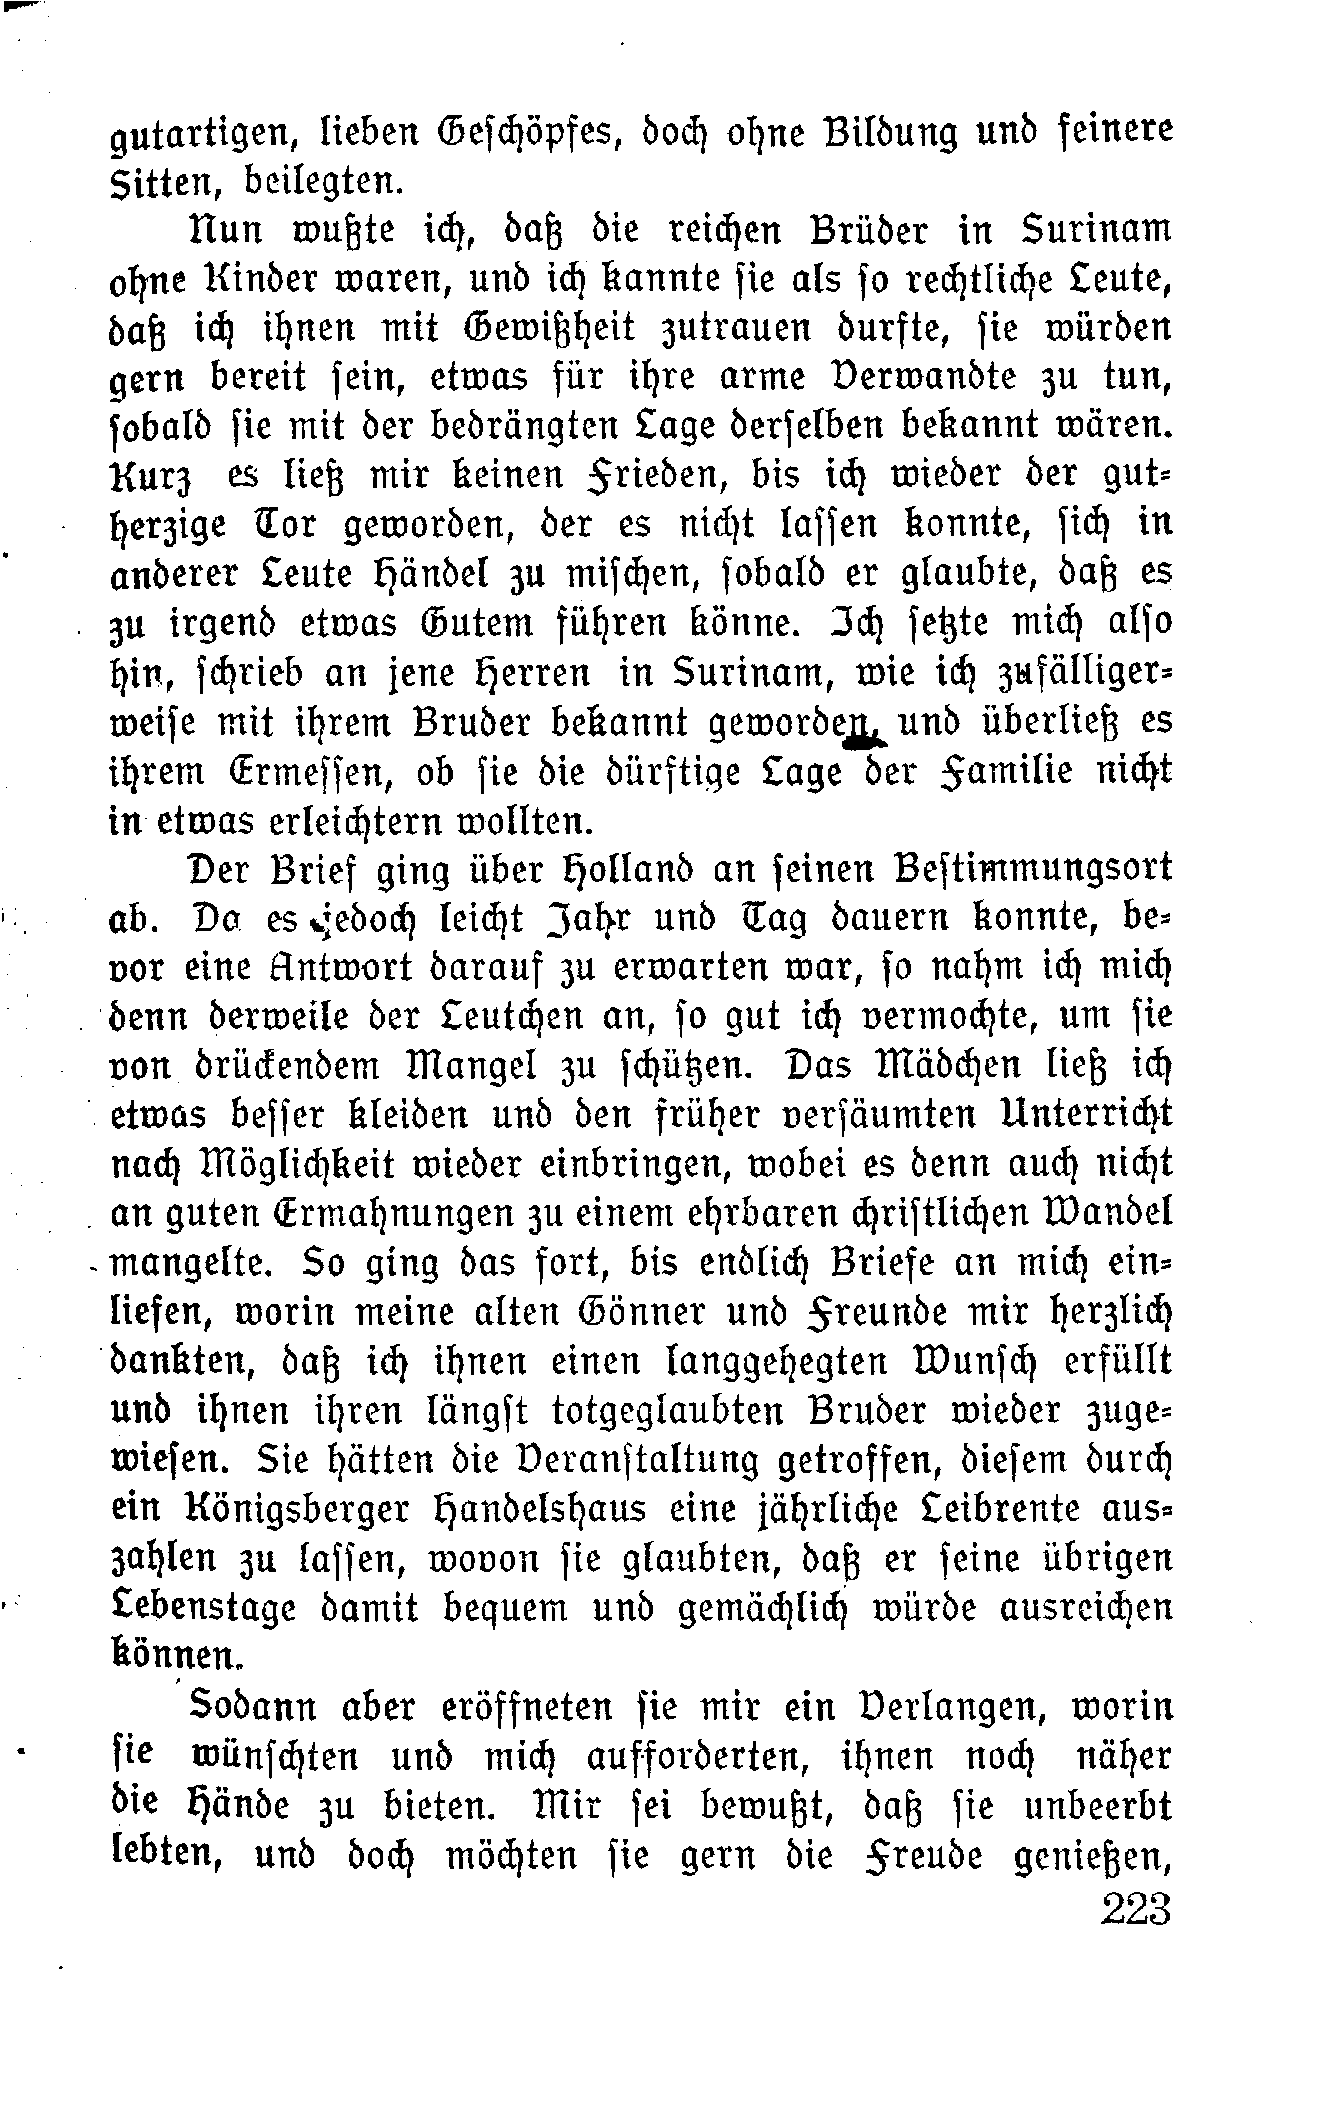 gutartigen, lieben Geschöpfes, doch ohne Bildung und feinere
Sitten, beilegten.
Nun wußte ich, daß die reichen Brüder in Surinam
ohne Kinder waren, und ich kannte sie als so rechtliche Leute,
daß ich ihnen mit Gewißheit zutrauen durfte, sie würden
gern bereit sein, etwas für ihre arme Verwandte zu tun,
sobald sie mit der bedrängten Lage derselben bekannt wären.
Kurz es ließ mir keinen Frieden, bis ich wieder der gut-
herzige Tor geworden, der es nicht lassen konnte, sich in
anderer Leute Händel zu mischen, sobald er glaubte, daß es
zu irgend etwas Gutem führen könne. Ich setzte mich also
hin, schrieb an jene Herren in Surinam, wie ich zufälliger-
weise mit ihrem Bruder bekannt geworden, und überließ es
ihrem Ermessen, ob sie die dürftige Lage der Familie nicht
in etwas erleichtern wollten.
Der Brief ging über Holland an seinen Bestimmungsort
ab. Da es jedoch leicht Jahr und Tag dauern konnte, be-
vor eine Antwort darauf zu erwarten war, so nahm ich mich
denn derweile der Leutchen an, so gut ich vermochte, um sie
von drückendem Mangel zu schützen. Das Mädchen ließ ich
etwas besser kleiden und den früher versäumten Unterricht
nach Möglichkeit wieder einbringen, wobei es denn auch nicht
an guten Ermahnungen zu einem ehrbaren christlichen Wandel
mangelte. So ging das fort, bis endlich Briefe an mich ein-
liefen, worin meine alten Gönner und Freunde mir herzlich
dankten, daß ich ihnen einen langgehegten Wunsch erfüllt
und ihnen ihren längst totgeglaubten Bruder wieder zuge-
wiesen. Sie hätten die Veranstaltung getroffen, diesem durch
ein Königsberger Handelshaus eine jährliche Leibrente aus-
zahlen zu lassen, wovon sie glaubten, daß er seine übrigen
Lebenstage damit bequem und gemächlich würde ausreichen
können.
Sodann aber eröffneten sie mir ein Verlangen, worin
sie wünschten und mich aufforderten, ihnen noch näher
die Hände zu bieten. Mir sei bewußt, daß sie unbeerbt
lebten, und doch möchten sie gern die Freude genießen,
223